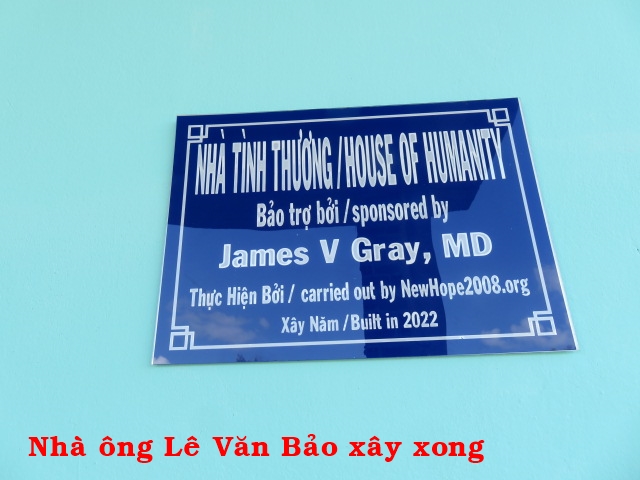 NHÀ TÌNH THƯƠNG / HOUSE OF HUMANITY
Bảo trợ bởi / sponsored by
James V Gray, MD
Thực Hiện Bởi / carried out by NewHope2008.org
Xây Năm / Built in 2022
Nhà ông Lê Văn Bảo xây xong